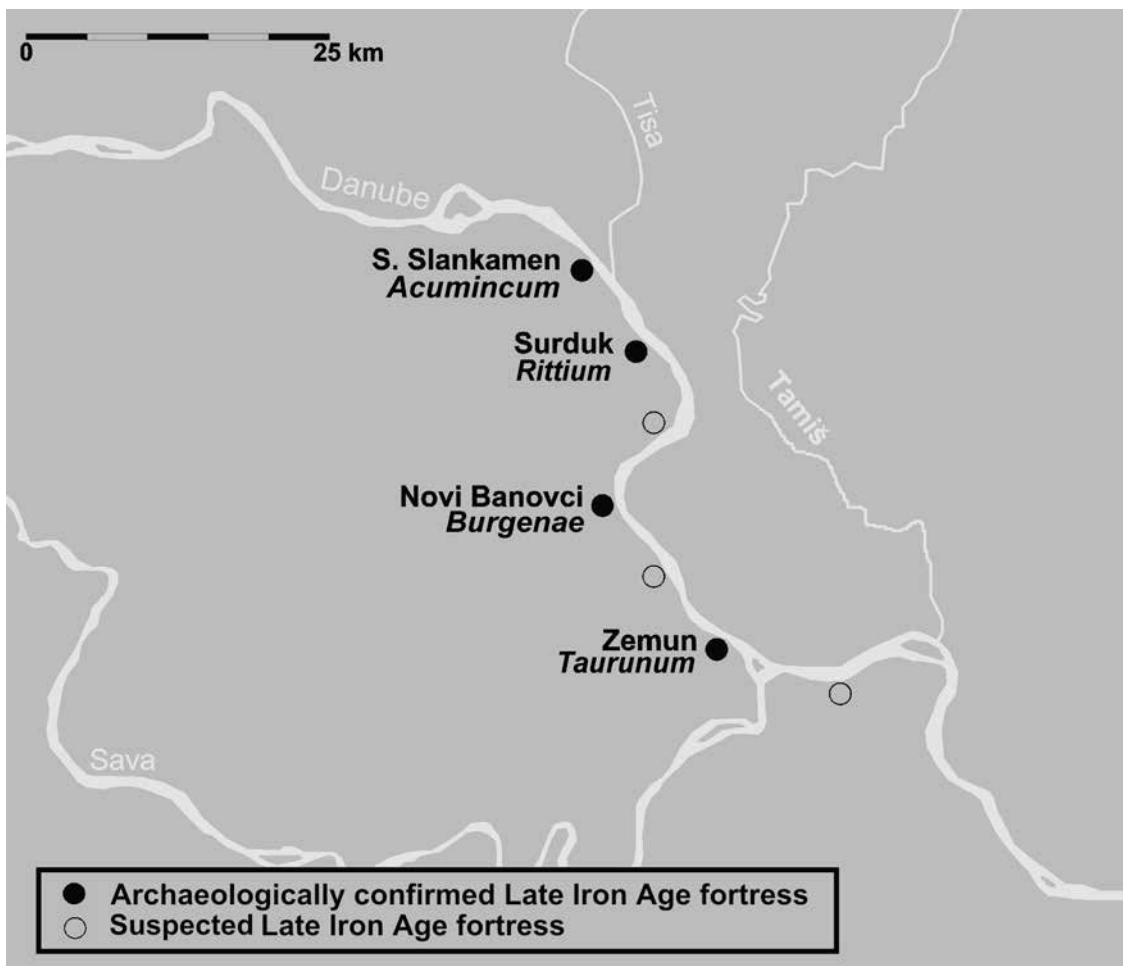 0 25 km
Tisa
Danube
S. Slankamen
Acumincum
Surduk
Rittium
Tamiš
Novi Banovci
Burgenae
Zemun
Taurunum
Sava
Archaeologically confirmed Late Iron Age fortress
Suspected Late Iron Age fortress